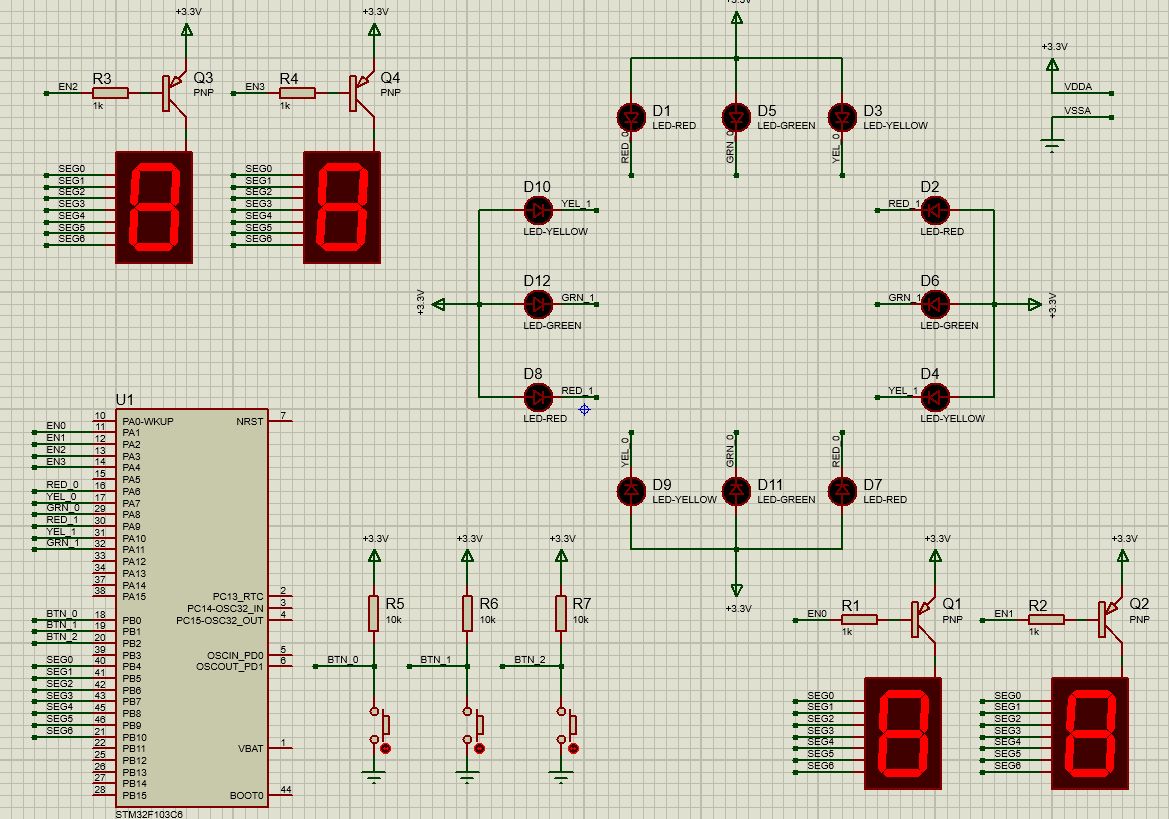 +3.3V
+3.3V
+3.3V
+3.3V
EN2
R3
1k
Q3
PNP
EN3
R4
1k
Q4
PNP
VDDA
VSSA
D1
LED-RED
RED_0
D5
LED-GREEN
GRN_0
D3
LED-YELLOW
YEL_0
SEG0
SEG1
SEG2
SEG3
SEG4
SEG5
SEG6
SEG0
SEG1
SEG2
SEG3
SEG4
SEG5
SEG6
D10
YEL_1
LED-YELLOW
D2
RED_1
LED-RED
D12
GRN_1
LED-GREEN
+3.3V
D6
GRN_1
LED-GREEN
+3.3V
D8
RED_1
LED-RED
D4
YEL_1
LED-YELLOW
YEL_0
D9
LED-YELLOW
GRN_0
D11
LED-GREEN
RED_0
D7
LED-RED
+3.3V
U1
10 PA0-WKUP
EN0 11 PA1
EN1 12 PA2
EN2 13 PA3
EN3 14 PA4
15 PA5
RED_0 16 PA6
YEL_0 17 PA7
GRN_0 29 PA8
RED_1 30 PA9
YEL_1 31 PA10
GRN_1 32 PA11
33 PA12
34 PA13
37 PA14
38 PA15
BTN_0 18 PB0
BTN_1 19 PB1
BTN_2 20 PB2
39 PB3
SEG0 40 PB4
SEG1 41 PB5
SEG2 42 PB6
SEG3 43 PB7
SEG4 45 PB8
SEG5 46 PB9
SEG6 21 PB10
22 PB11
25 PB12
26 PB13
27 PB14
28 PB15
NRST 7
PC13_RTC 2
PC14-OSC32_IN 3
PC15-OSC32_OUT 4
OSCIN_PD0 5
OSCOUT_PD1 6
VBAT 1
BOOT0 44
STM32F103C6
+3.3V
+3.3V
+3.3V
R5
10k
R6
10k
R7
10k
BTN_0
BTN_1
BTN_2
+3.3V
+3.3V
EN0
R1
1k
Q1
PNP
EN1
R2
1k
Q2
PNP
SEG0
SEG1
SEG2
SEG3
SEG4
SEG5
SEG6
SEG0
SEG1
SEG2
SEG3
SEG4
SEG5
SEG6
8
8
8
8